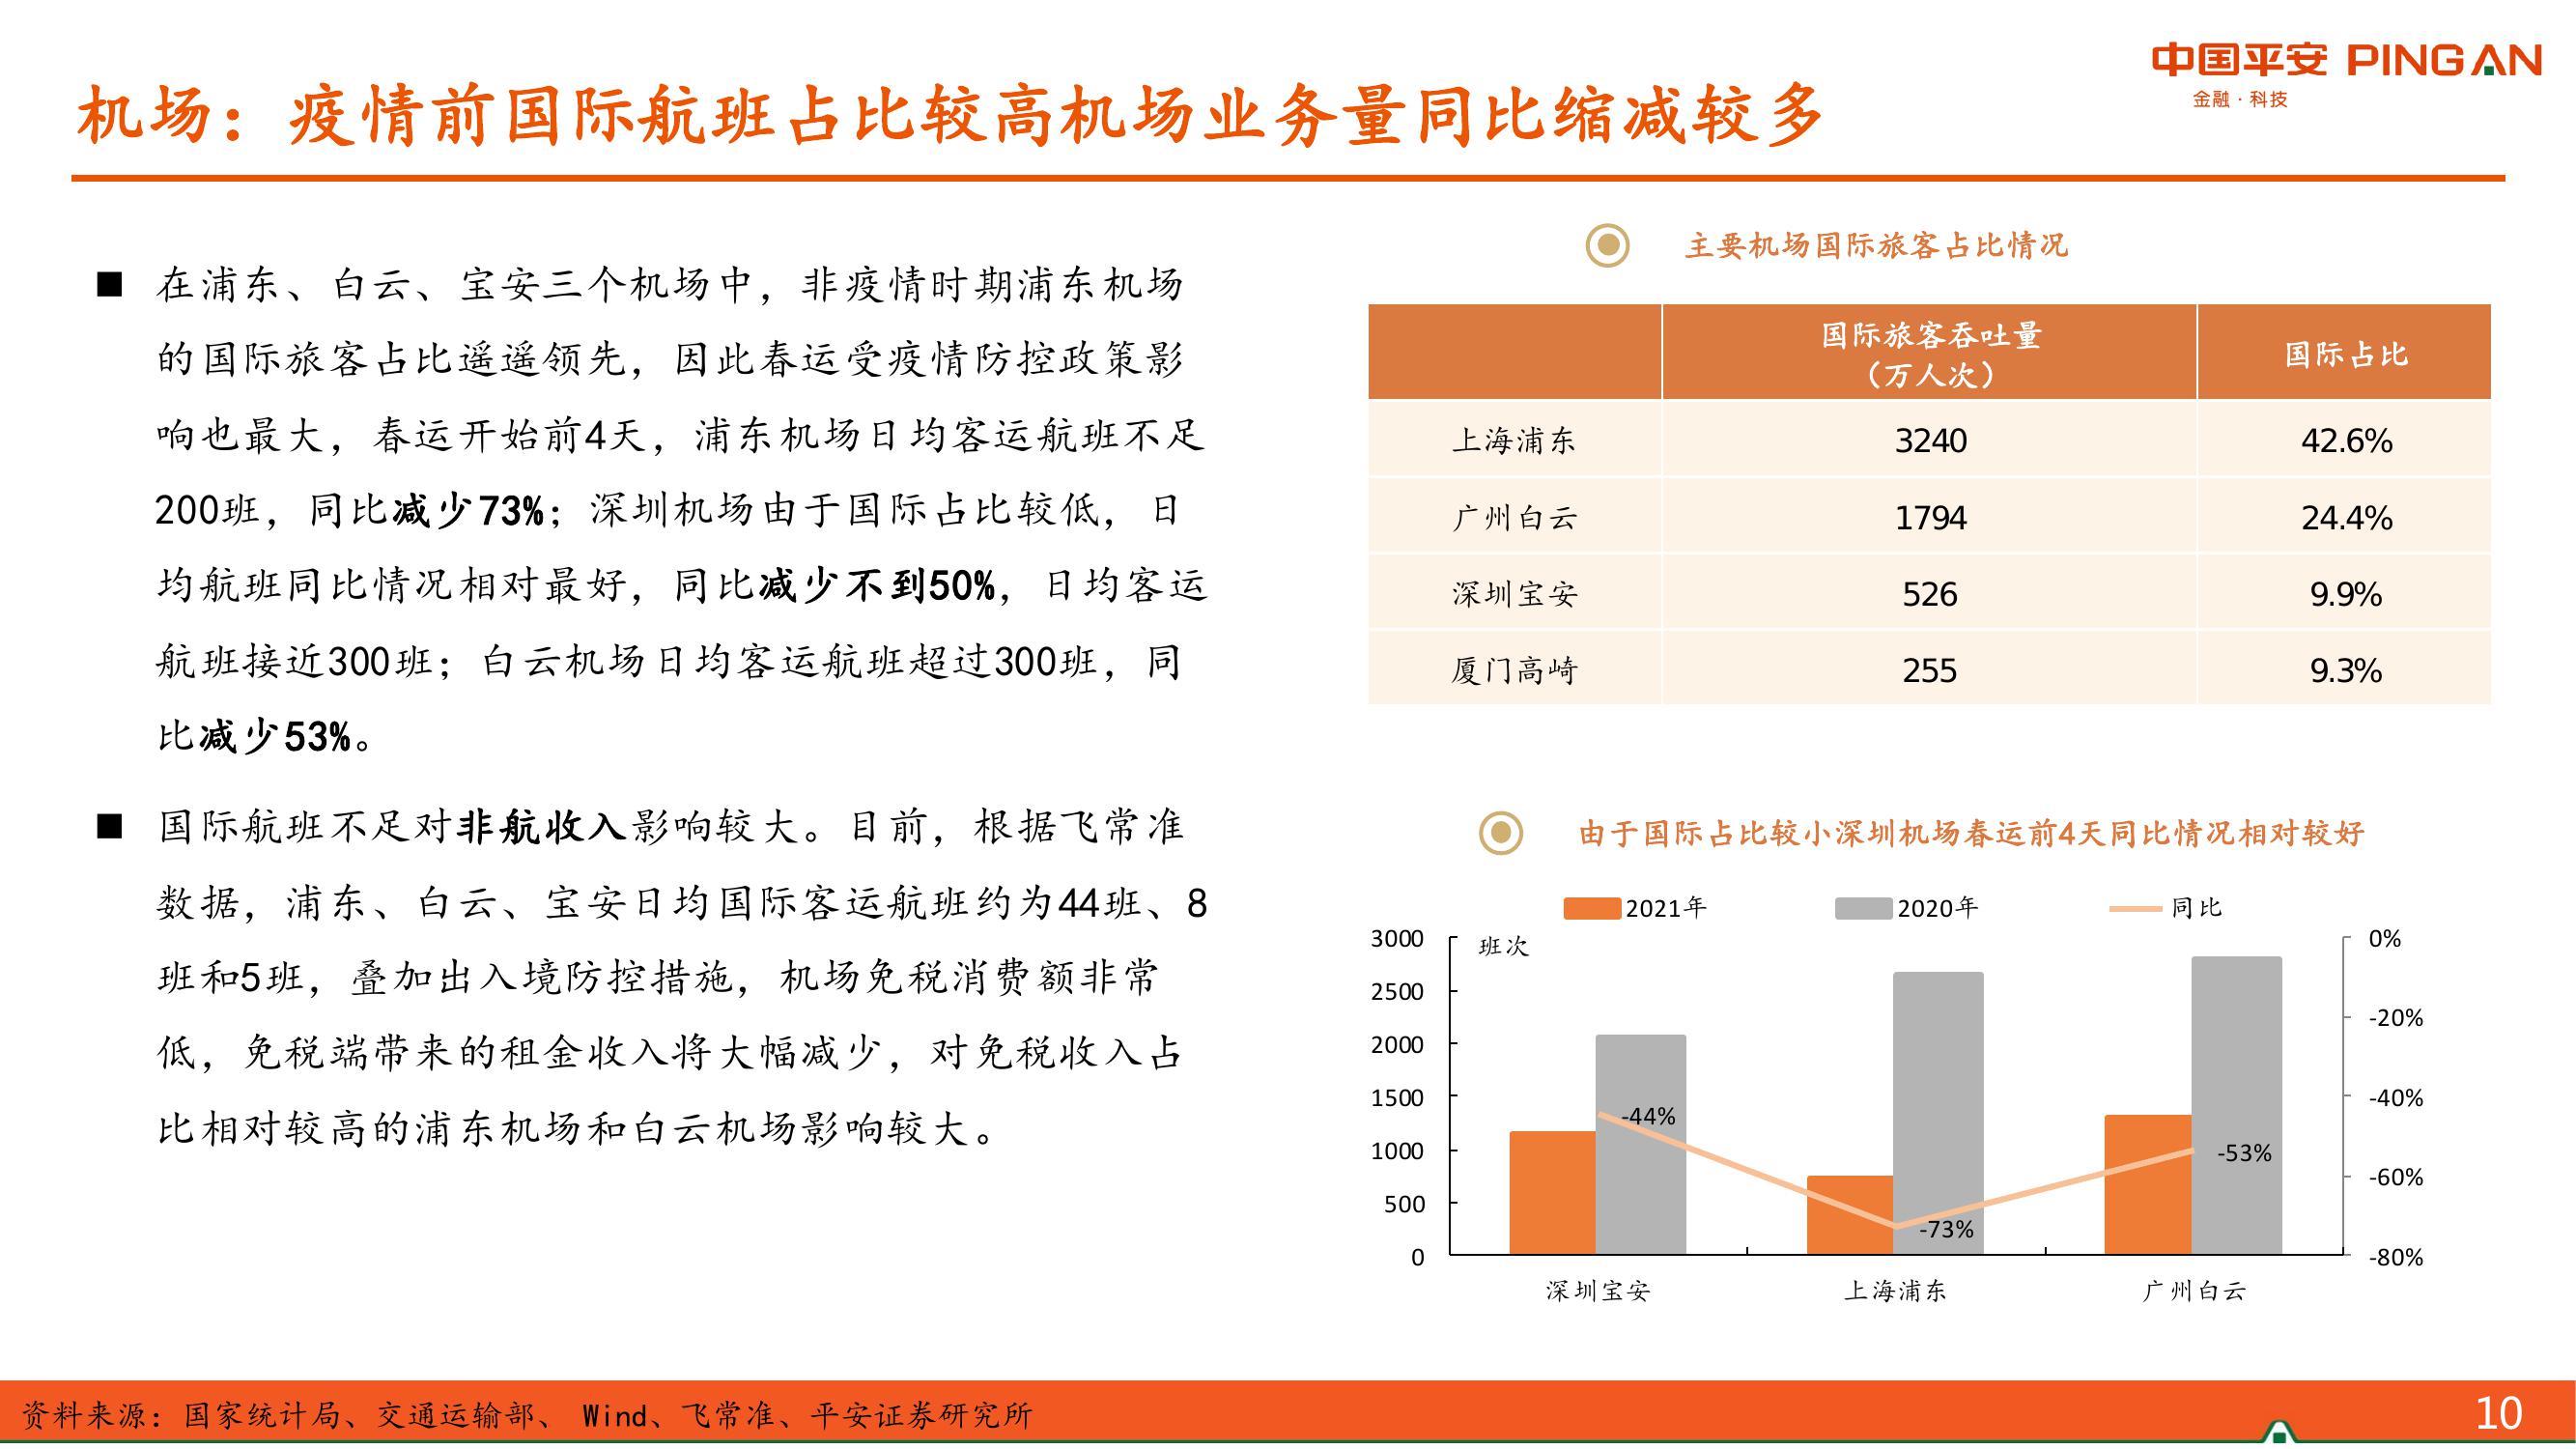 中国平安 PINGAN
金融·科技
机场：疫情前国际航班占比较高机场业务量同比缩减较多
■ 在浦东、白云、宝安三个机场中，非疫情时期浦东机场
的国际旅客占比遥遥领先，因此春运受疫情防控政策影
响也最大，春运开始前4天，浦东机场日均客运航班不足
200班，同比减少73%；深圳机场由于国际占比较低，日
均航班同比情况相对最好，同比减少不到50%，日均客运
航班接近300班；白云机场日均客运航班超过300班，同
比减少53%。
■ 国际航班不足对非航收入影响较大。目前，根据飞常准
数据，浦东、白云、宝安日均国际客运航班约为44班、8
班和5班，叠加出入境防控措施，机场免税消费额非常
低，免税端带来的租金收入将大幅减少，对免税收入占
比相对较高的浦东机场和白云机场影响较大。
主要机场国际旅客占比情况
国际旅客吞吐量
（万人次） 国际占比
上海浦东 3240 42.6%
广州白云 1794 24.4%
深圳宝安 526 9.9%
厦门高崎 255 9.3%
由于国际占比较小深圳机场春运前4天同比情况相对较好
2021年 2020年 同比
班次
3000 0%
2500
2000
1500
1000
500
0
-20%
-40%
-60%
-80%
-44%
-73%
-53%
深圳宝安 上海浦东 广州白云
资料来源：国家统计局、交通运输部、 Wind、飞常准、平安证券研究所
10